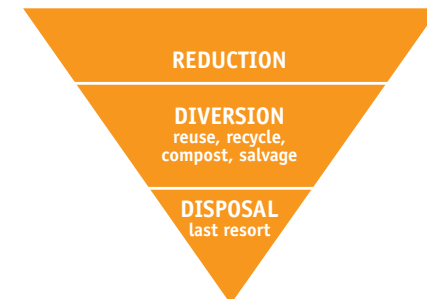 REDUCTION
DIVERSION
reuse, recycle,
compost, salvage
DISPOSAL
last resort